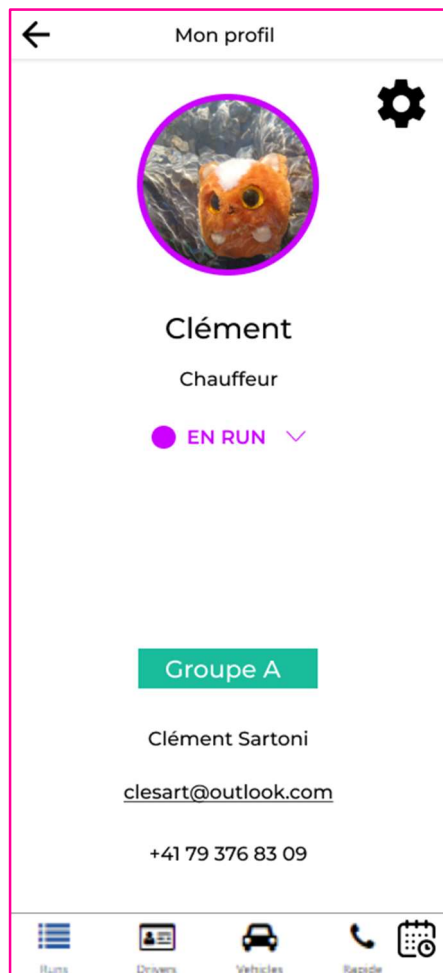 Mon profil
Clément
Chauffeur
EN RUN
Groupe A
Clément Sartoni
clesart@outlook.com
+41 79 376 83 09
Runs
Drivers
Vehicles
Rapide